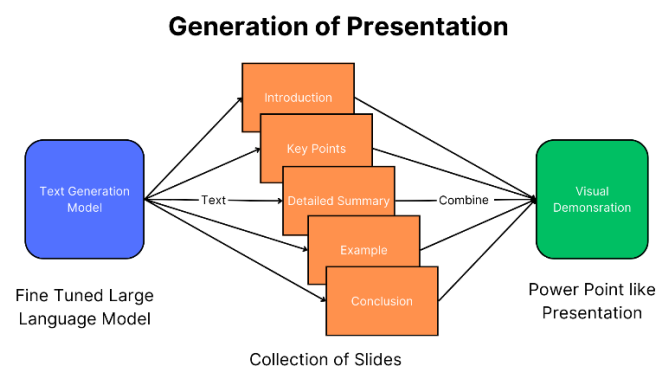 Generation of Presentation
Introduction
Key Points
Text Generation
Model
Text
Detailed Summary
Combine
Visual
Demonsration
Example
Conclusion
Fine Tuned Large
Language Model
Power Point like
Presentation
Collection of Slides